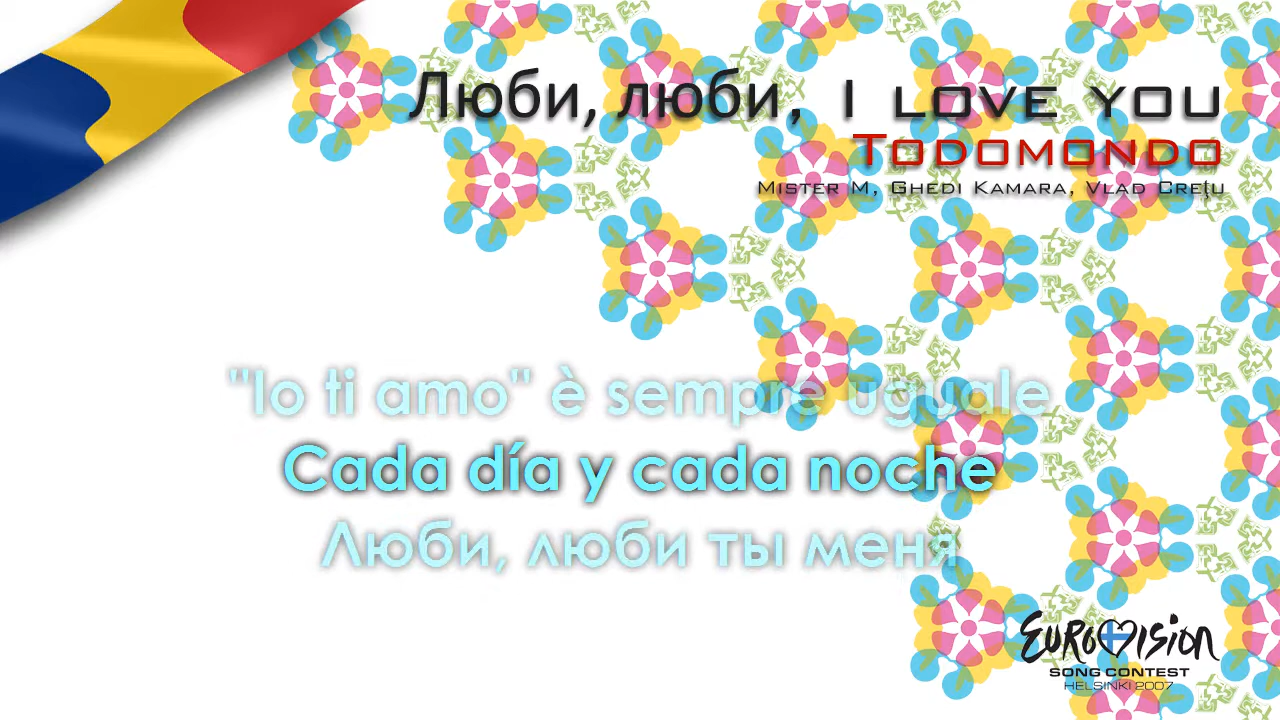 Люби, люби, I love you
Todomondo
Mister M, Ghedi Kamara, Vlad Crețu
"Io ti amo" è sempre uguale
Cada día y cada noche
Люби, люби ты меня
Eurovision
SONG CONTEST
HELSINKI 2007